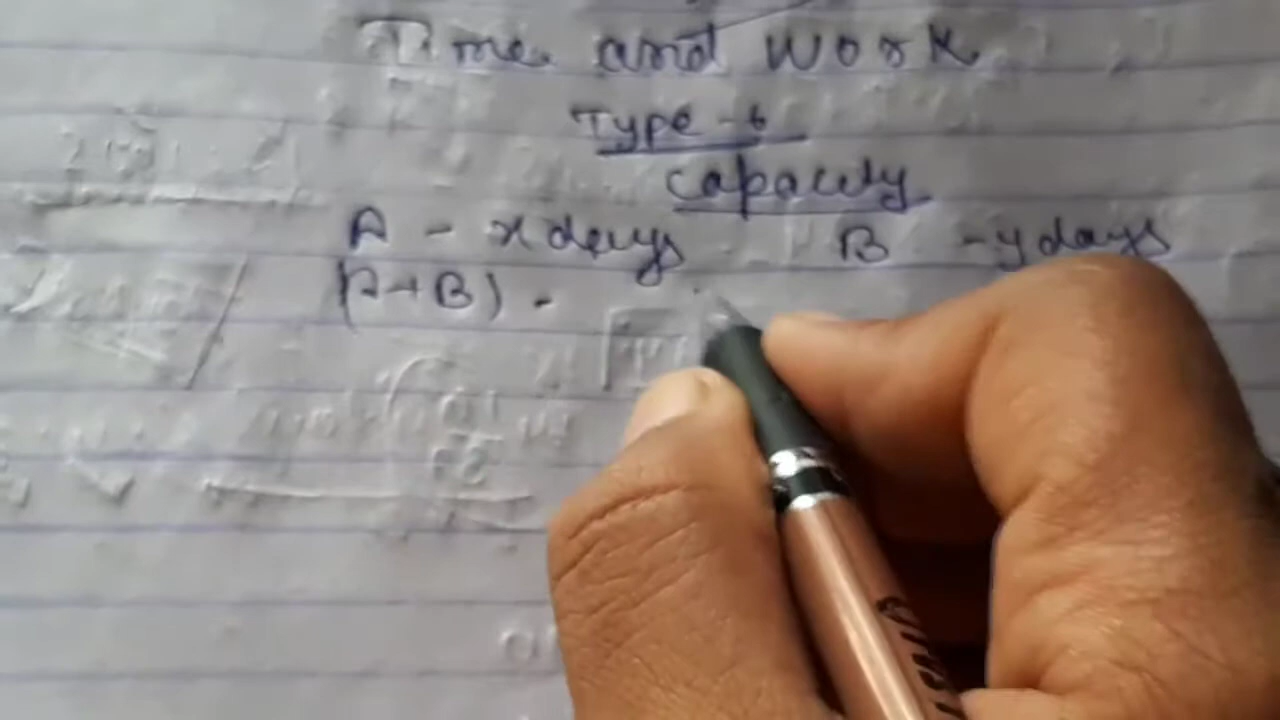 Time and Work
Type-6
Capacity
A - x days B - y days
(A+B) -